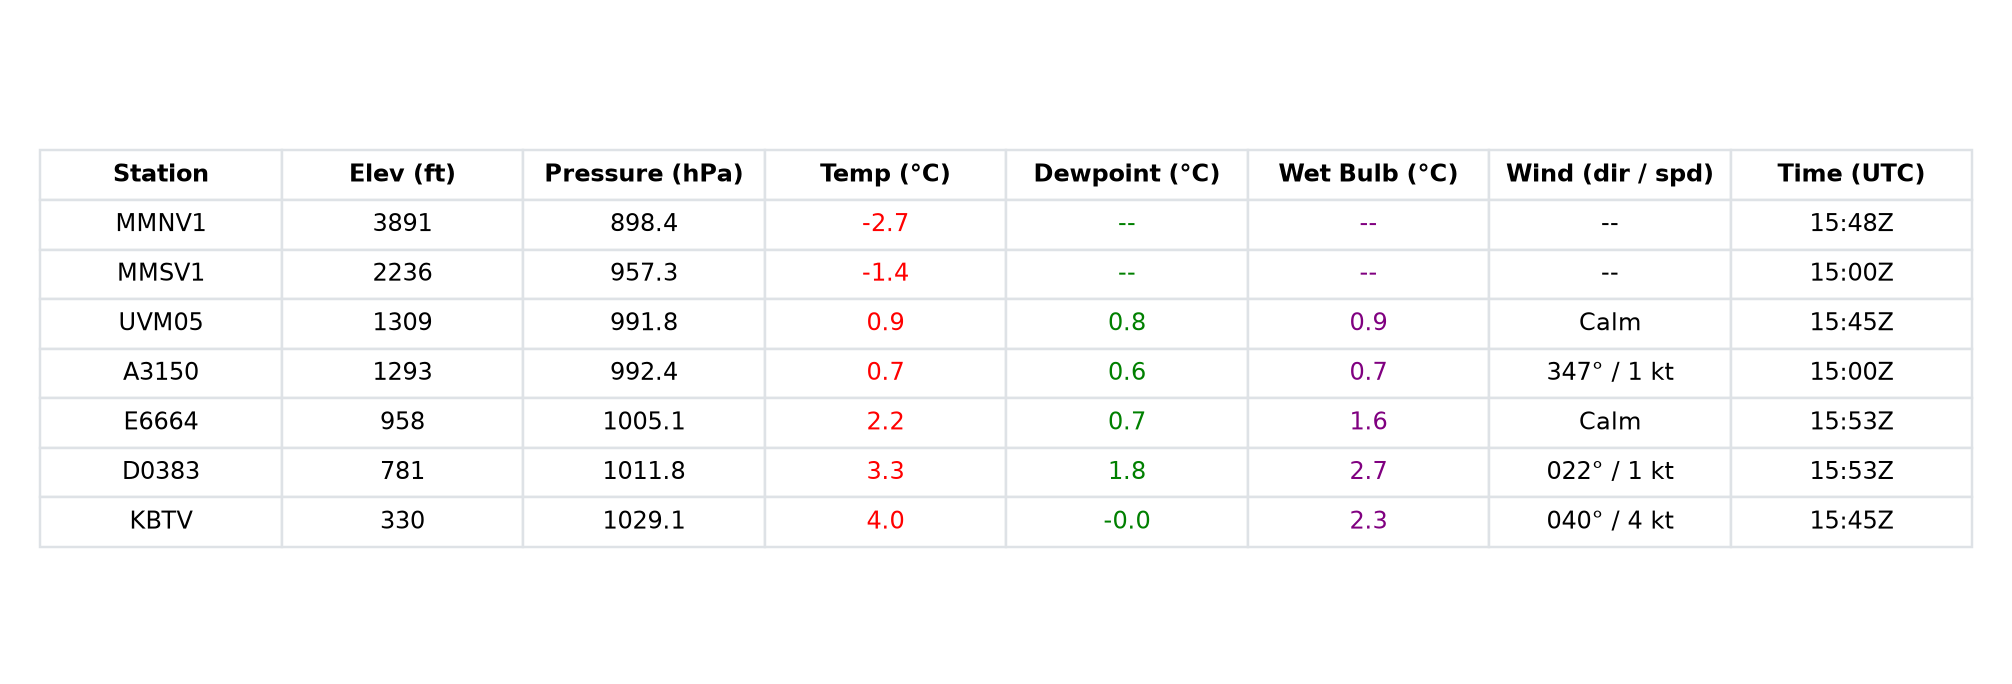 Station Elev (ft) Pressure (hPa) Temp (°C) Dewpoint (°C) Wet Bulb (°C) Wind (dir / spd) Time (UTC)
MMNV1 3891 898.4 -2.7 -- -- -- 15:48Z
MMSV1 2236 957.3 -1.4 -- -- -- 15:00Z
UVM05 1309 991.8 0.9 0.8 0.9 Calm 15:45Z
A3150 1293 992.4 0.7 0.6 0.7 347° / 1 kt 15:00Z
E6664 958 1005.1 2.2 0.7 1.6 Calm 15:53Z
D0383 781 1011.8 3.3 1.8 2.7 022° / 1 kt 15:53Z
KBTV 330 1029.1 4.0 -0.0 2.3 040° / 4 kt 15:45Z